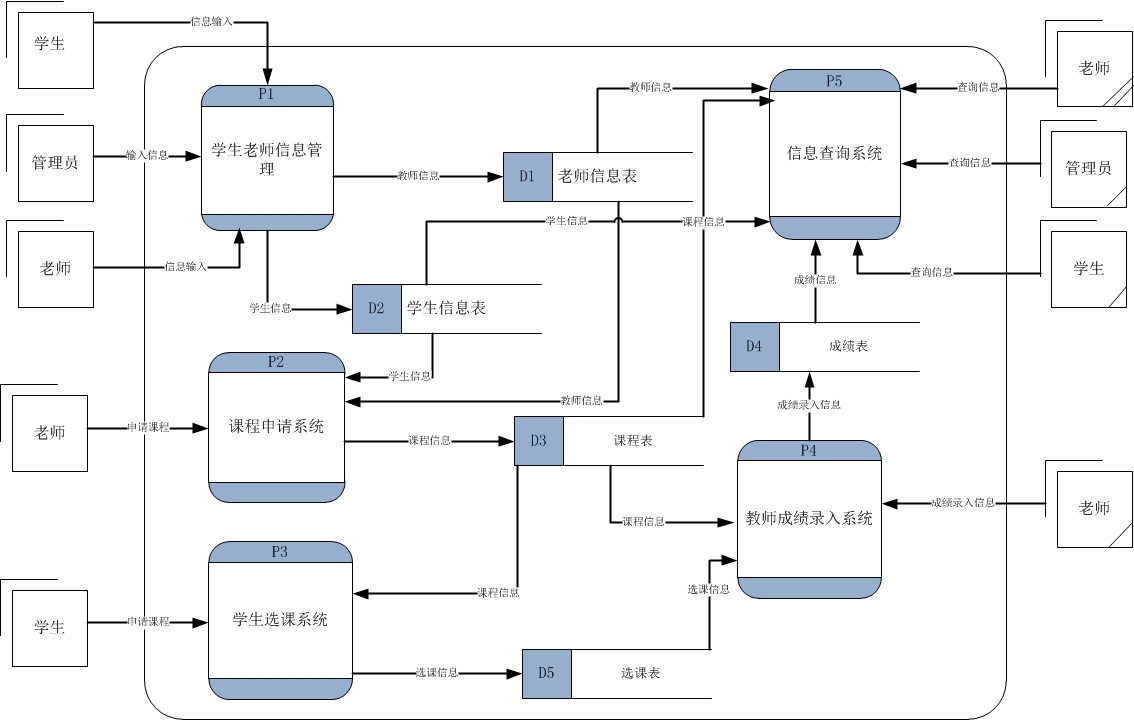 信息输入
学生
老师
P1
P5
教师信息
查询信息
学生老师信息管
理
信息查询系统
管理员
输入信息
查询信息
管理员
教师信息
D1
老师信息表
学生信息
课程信息
老师
信息输入
查询信息
学生
成绩信息
学生信息
D2
学生信息表
D4
成绩表
P2
学生信息
教师信息
成绩录入信息
老师
申请课程
课程申请系统
课程信息
D3
课程表
P4
成绩录入信息
老师
课程信息
教师成绩录入系统
P3
课程信息
选课信息
学生
申请课程
学生选课系统
选课信息
D5
选课表